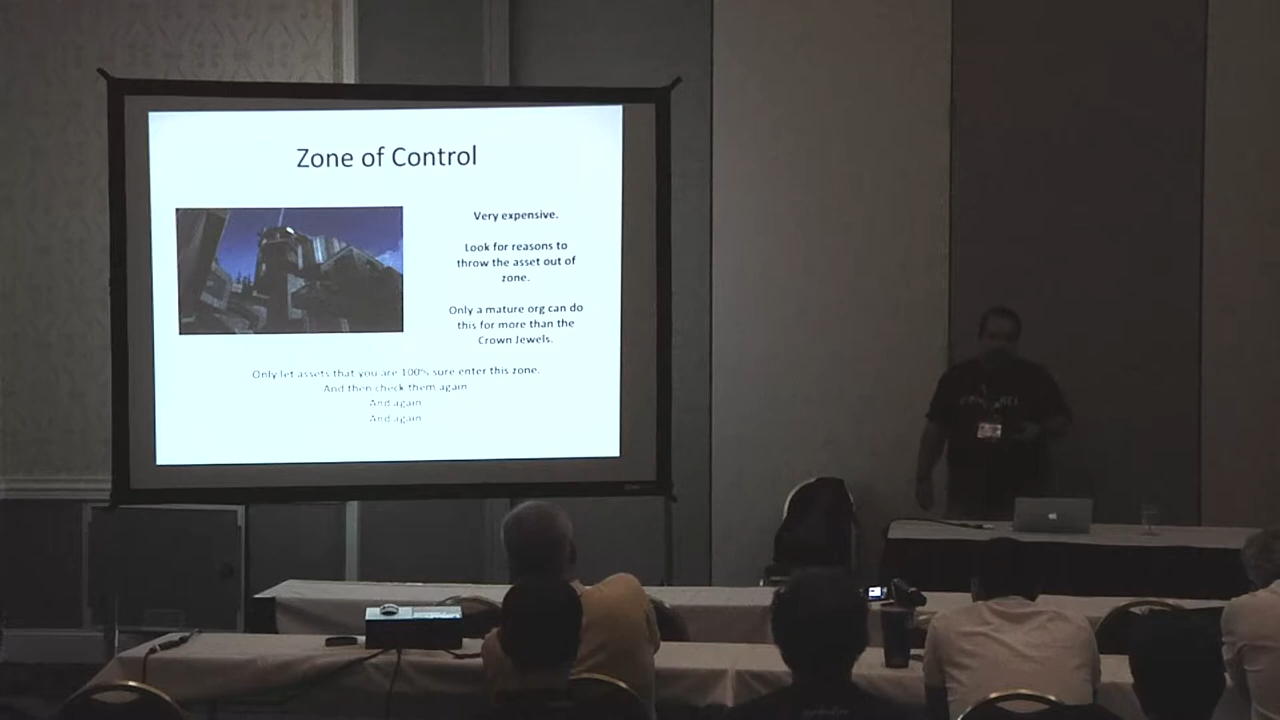 Zone of Control
Very expensive.
Look for reasons to
throw the asset out of
zone.
Only a mature org can do
this for more than the
Crown Jewels.
Only let assets that you are 100% sure enter this zone.
And then check them again
And again
And again